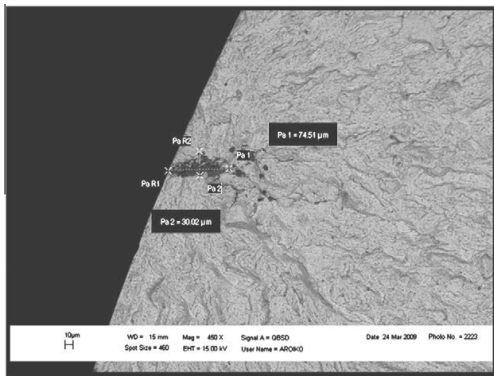 Pa 1 = 74.51 µm
Pa R2
Pa 1
Pa R1
Pa 2
Pa 2 = 30.02 µm
10µm
WD = 15 mm Mag = 450 X Signal A = QBSD Date :24 Mar 2009 Photo No. = 2223
Spot Size = 460 EHT = 15.00 kV User Name = AROIKO